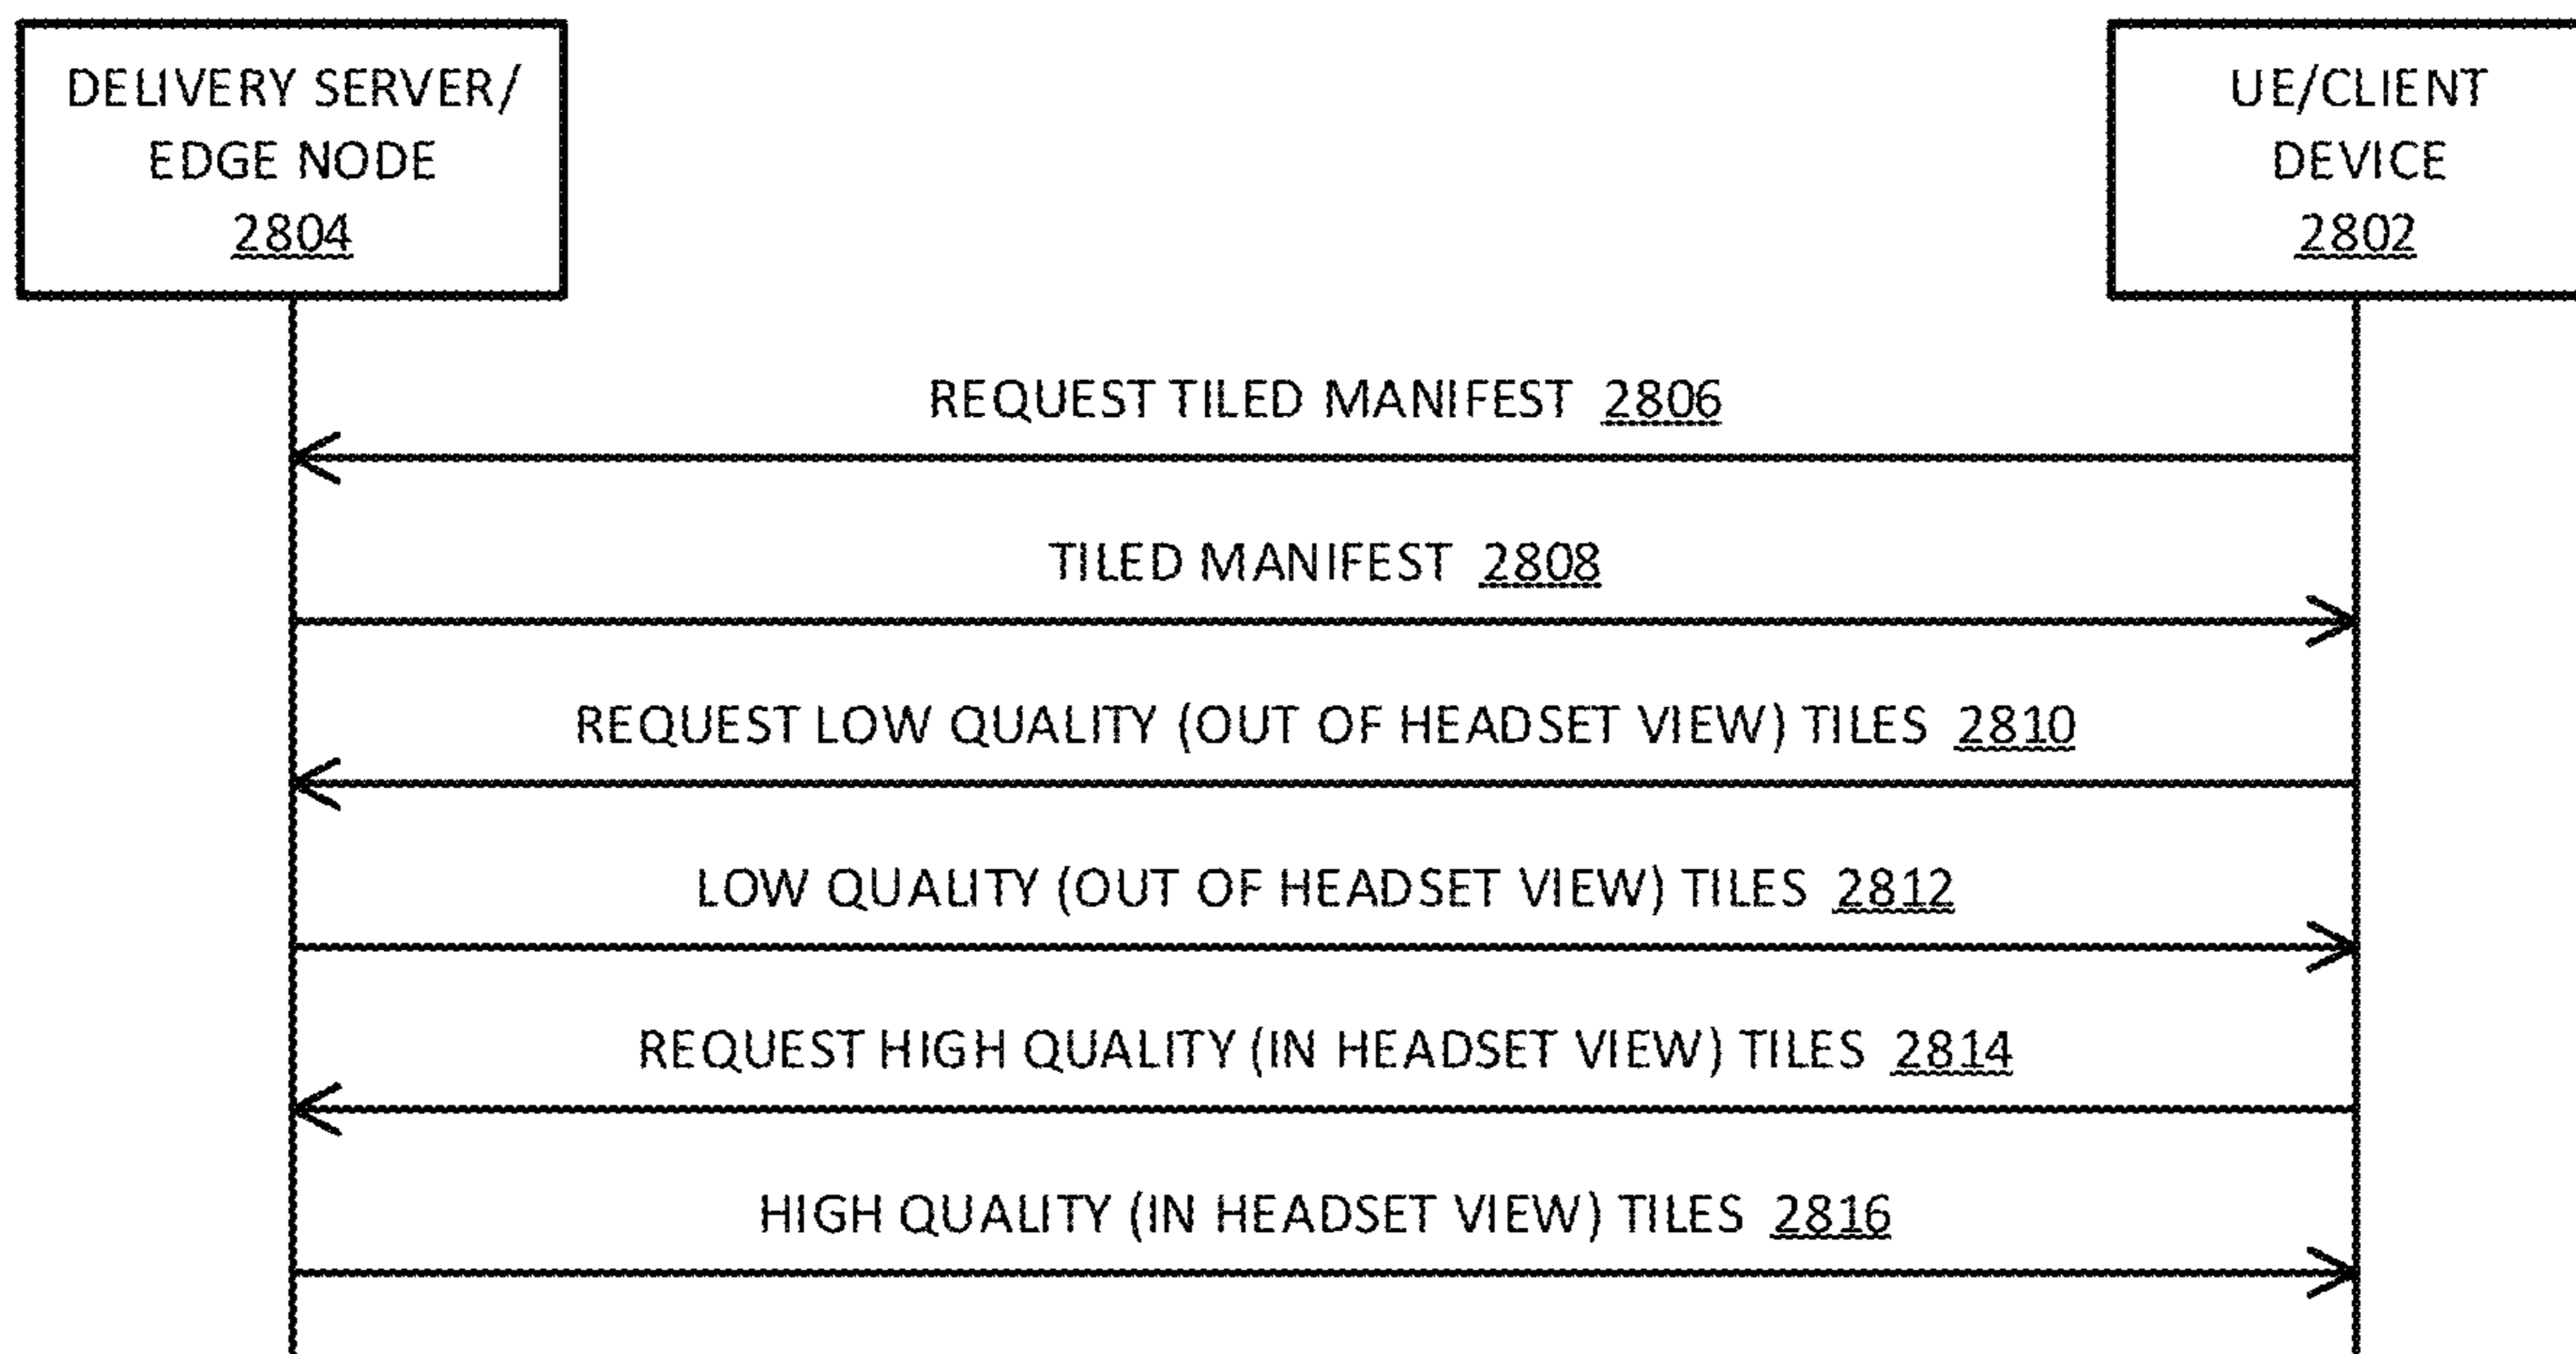 DELIVERY SERVER/
EDGE NODE
2804
UE/CLIENT
DEVICE
2802
REQUEST TILED MANIFEST 2806
TILED MANIFEST 2808
REQUEST LOW QUALITY (OUT OF HEADSET VIEW) TILES 2810
LOW QUALITY (OUT OF HEADSET VIEW) TILES 2812
REQUEST HIGH QUALITY (IN HEADSET VIEW) TILES 2814
HIGH QUALITY (IN HEADSET VIEW) TILES 2816